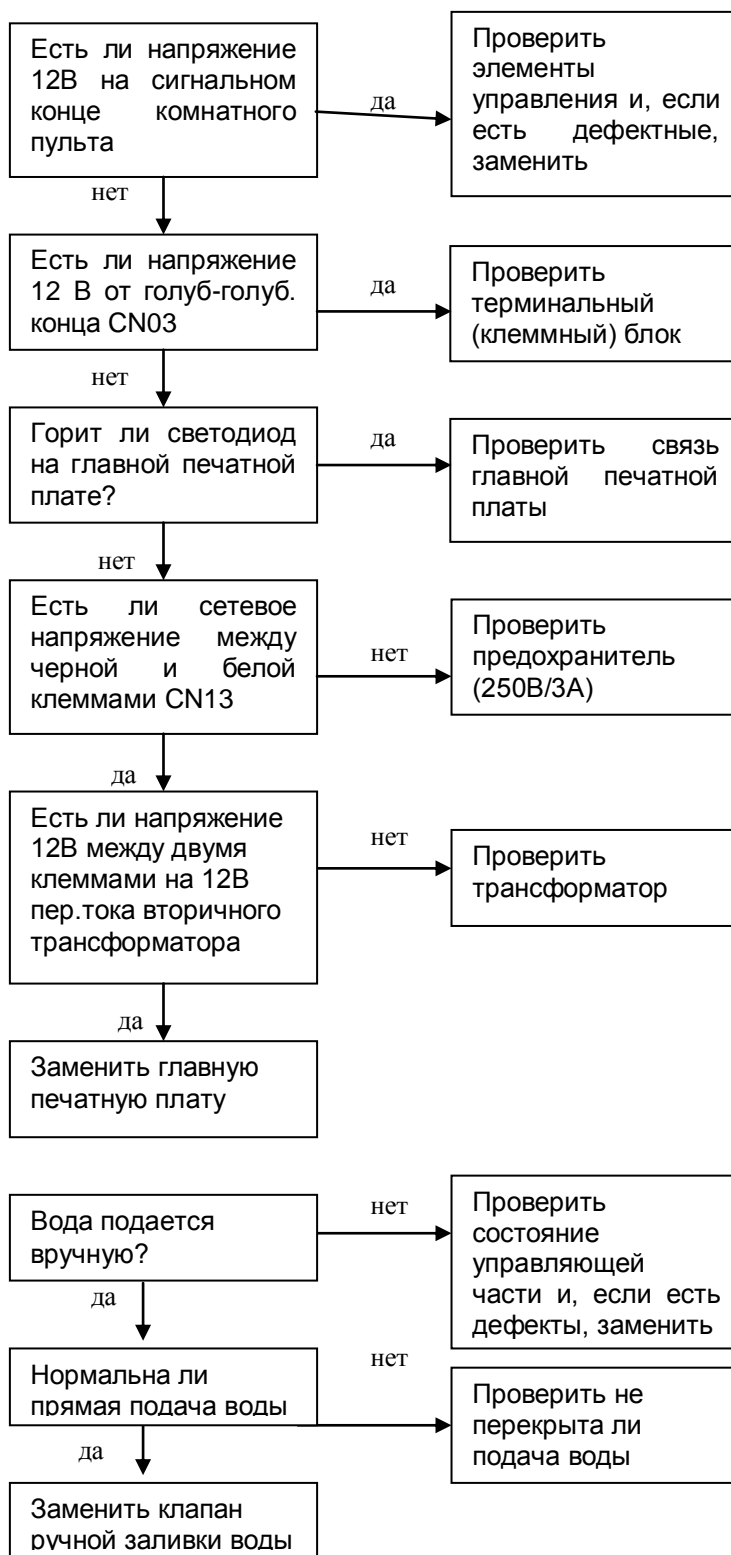 Есть ли напряжение
12В на сигнальном
конце комнатного
пульта
да
Проверить
элементы
управления и, если
есть дефектные,
заменить
нет
Есть ли напряжение
12 В от голуб-голуб.
конца CN03
да
Проверить
терминальный
(клеммный) блок
нет
Горит ли светодиод
на главной печатной
плате?
да
Проверить связь
главной печатной
платы
нет
Есть ли сетевое
напряжение между
черной и белой
клеммами CN13
нет
Проверить
предохранитель
(250В/3А)
да
Есть ли напряжение
12В между двумя
клеммами на 12В
пер.тока вторичного
трансформатора
нет
Проверить
трансформатор
да
Заменить главную
печатную плату
Вода подается
вручную?
нет
Проверить
состояние
управляющей
части и, если есть
дефекты, заменить
да
Нормальна ли
прямая подача воды
нет
Проверить не
перекрыта ли
подача воды
да
Заменить клапан
ручной заливки воды